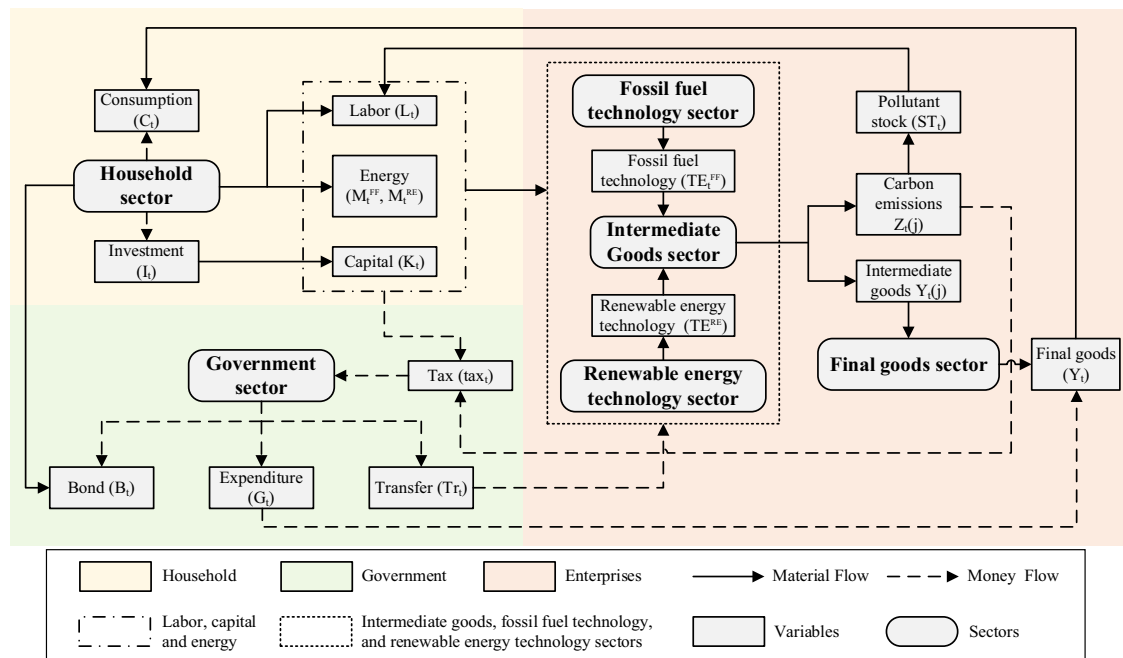 Consumption
(Cₜ)
Household
sector
Investment
(Iₜ)
Labor (Lₜ)
Energy
(MₜFF, MₜRE)
Capital (Kₜ)
Fossil fuel
technology sector
Fossil fuel
technology (TEₜFF)
Intermediate
Goods sector
Renewable energy
technology (TERE)
Renewable energy
technology sector
Pollutant
stock (STₜ)
Carbon
emissions
Zₜ(j)
Intermediate
goods Yₜ(j)
Final goods sector
Final goods
(Yₜ)
Government
sector
Tax (taxₜ)
Bond (Bₜ)
Expenditure
(Gₜ)
Transfer (Trₜ)
Household
Government
Enterprises
Material Flow
Money Flow
Labor, capital
and energy
Intermediate goods, fossil fuel technology,
and renewable energy technology sectors
Variables
Sectors